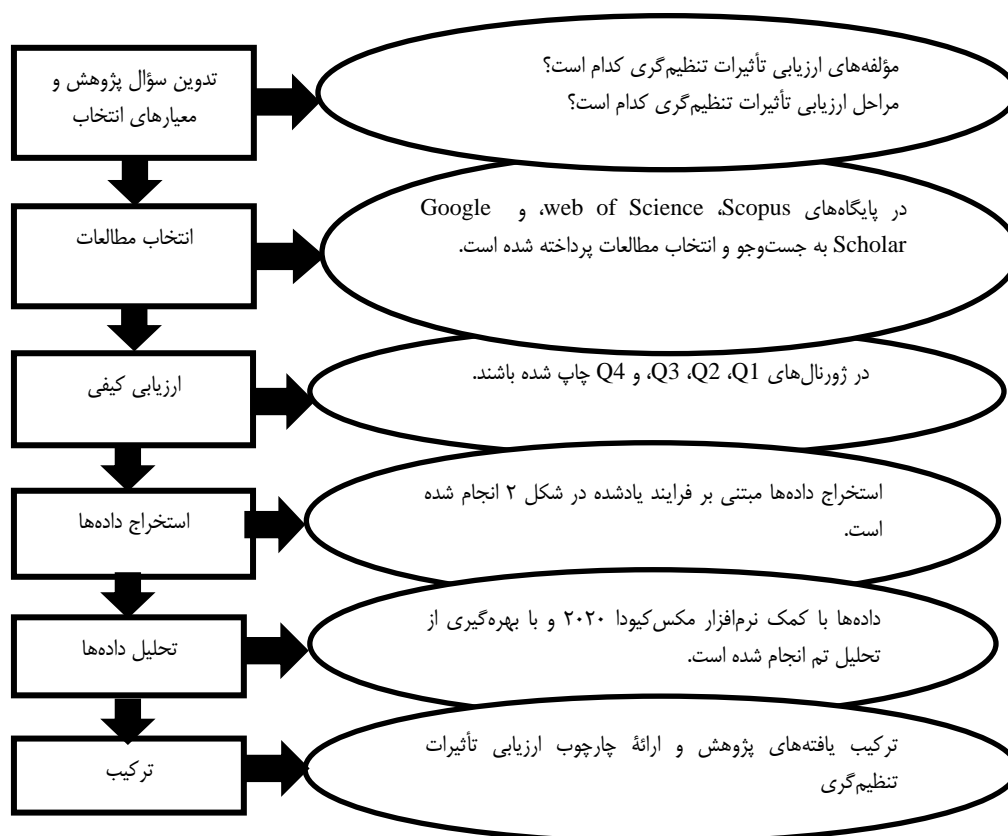 تدوین سؤال پژوهش و
معیارهای انتخاب
مؤلفه‌های ارزیابی تأثیرات تنظیم‌گری کدام است؟
مراحل ارزیابی تأثیرات تنظیم‌گری کدام است؟
انتخاب مطالعات
در پایگاه‌های Scopus، web of Science، و Google
Scholar به جست‌وجو و انتخاب مطالعات پرداخته شده است.
ارزیابی کیفی
در ژورنال‌های Q1، Q2، Q3، و Q4 چاپ شده باشند.
استخراج داده‌ها
استخراج داده‌ها مبتنی بر فرایند یادشده در شکل ۲ انجام شده
است.
تحلیل داده‌ها
داده‌ها با کمک نرم‌افزار مکس‌کیودا ۲۰۲۰ و با بهره‌گیری از
تحلیل تم انجام شده است.
ترکیب
ترکیب یافته‌های پژوهش و ارائهٔ چارچوب ارزیابی تأثیرات
تنظیم‌گری